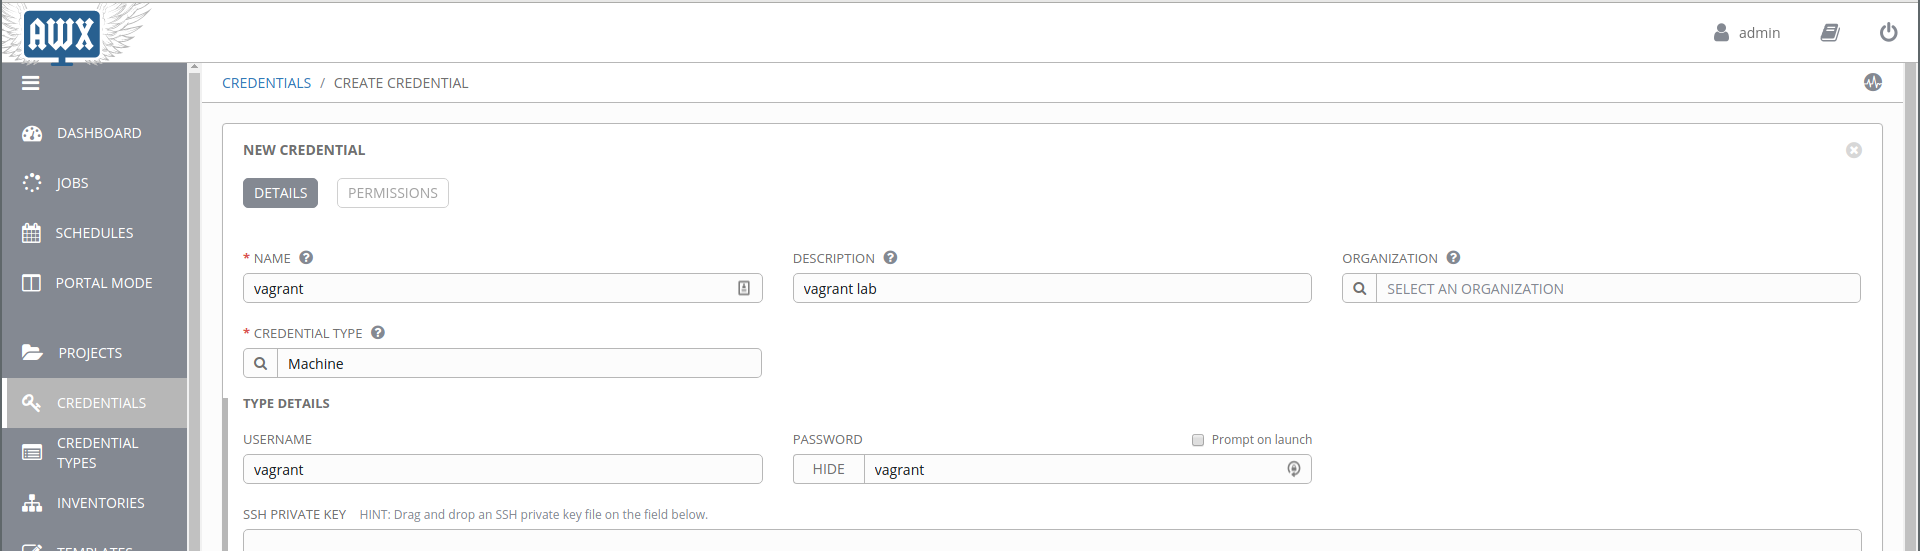 AWX
admin
CREDENTIALS / CREATE CREDENTIAL
DASHBOARD
JOBS
SCHEDULES
PORTAL MODE
PROJECTS
CREDENTIALS
CREDENTIAL
TYPES
INVENTORIES
TEMPLATES
NEW CREDENTIAL
DETAILS PERMISSIONS
* NAME ? DESCRIPTION ? ORGANIZATION ?
vagrant vagrant lab SELECT AN ORGANIZATION
* CREDENTIAL TYPE ?
Machine
TYPE DETAILS
USERNAME PASSWORD Prompt on launch
vagrant HIDE vagrant
SSH PRIVATE KEY HINT: Drag and drop an SSH private key file on the field below.